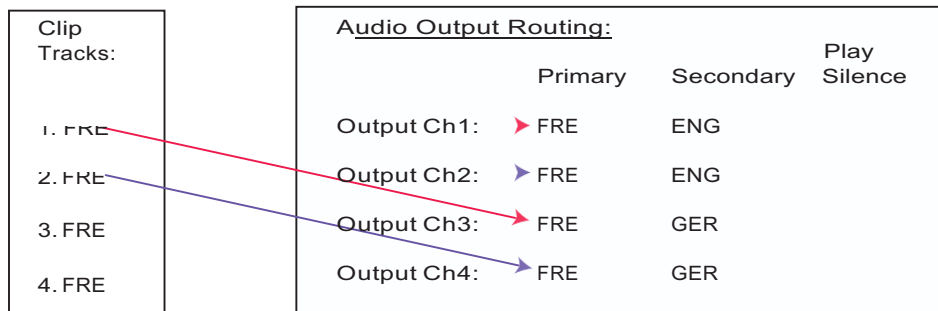 Clip
Tracks:
1. FRE
2. FRE
3. FRE
4. FRE
Audio Output Routing:
Primary Secondary Play Silence
Output Ch1: FRE ENG
Output Ch2: FRE ENG
Output Ch3: FRE GER
Output Ch4: FRE GER